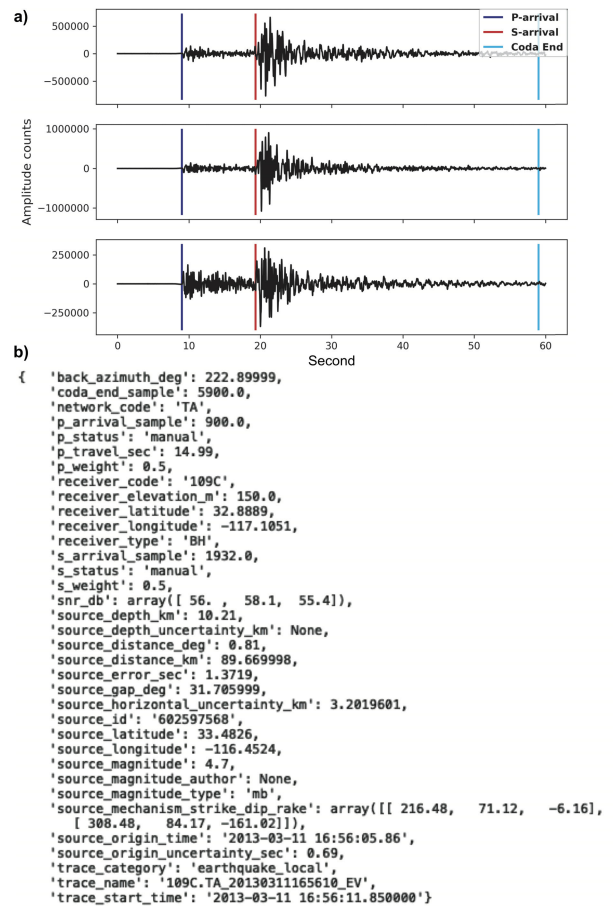 a)
P-arrival
S-arrival
Coda End
500000
0
−500000
1000000
0
−1000000
250000
0
−250000
Amplitude counts
0 10 20 30 40 50 60
Second
b)
{ 'back_azimuth_deg': 222.89999,
'coda_end_sample': 5900.0,
'network_code': 'TA',
'p_arrival_sample': 900.0,
'p_status': 'manual',
'p_travel_sec': 14.99,
'p_weight': 0.5,
'receiver_code': '109C',
'receiver_elevation_m': 150.0,
'receiver_latitude': 32.8889,
'receiver_longitude': -117.1051,
'receiver_type': 'BH',
's_arrival_sample': 1932.0,
's_status': 'manual',
's_weight': 0.5,
'snr_db': array([ 56. , 58.1, 55.4]),
'source_depth_km': 10.21,
'source_depth_uncertainty_km': None,
'source_distance_deg': 0.81,
'source_distance_km': 89.669998,
'source_error_sec': 1.3719,
'source_gap_deg': 31.705999,
'source_horizontal_uncertainty_km': 3.2019601,
'source_id': '602597568',
'source_latitude': 33.4826,
'source_longitude': -116.4524,
'source_magnitude': 4.7,
'source_magnitude_author': None,
'source_magnitude_type': 'mb',
'source_mechanism_strike_dip_rake': array([[ 216.48, 71.12, -6.16],
[ 308.48, 84.17, -161.02]]),
'source_origin_time': '2013-03-11 16:56:05.86',
'source_origin_uncertainty_sec': 0.69,
'trace_category': 'earthquake_local',
'trace_name': '109C.TA_20130311165610_EV',
'trace_start_time': '2013-03-11 16:56:11.850000'}